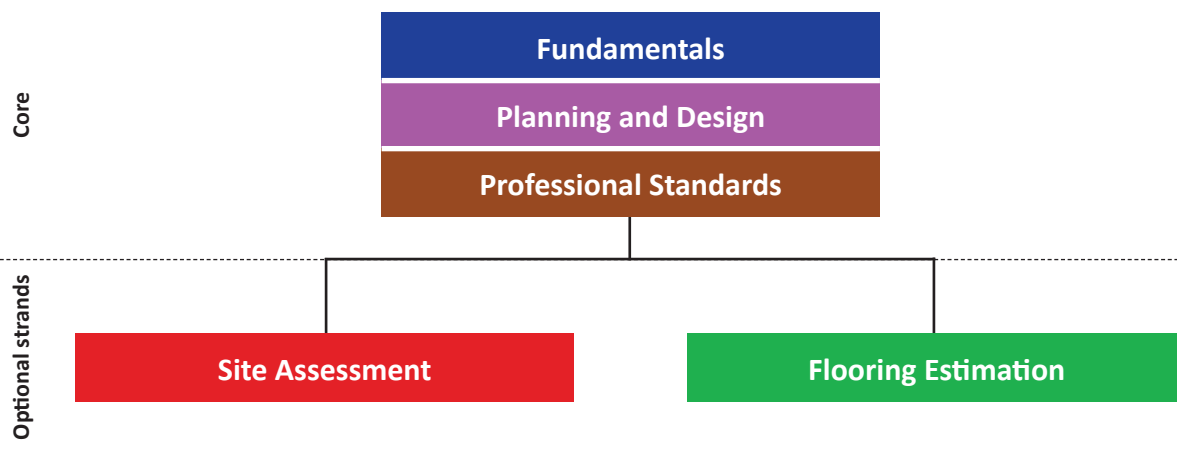 Core
Fundamentals
Planning and Design
Professional Standards
Optional strands
Site Assessment
Flooring Estimation